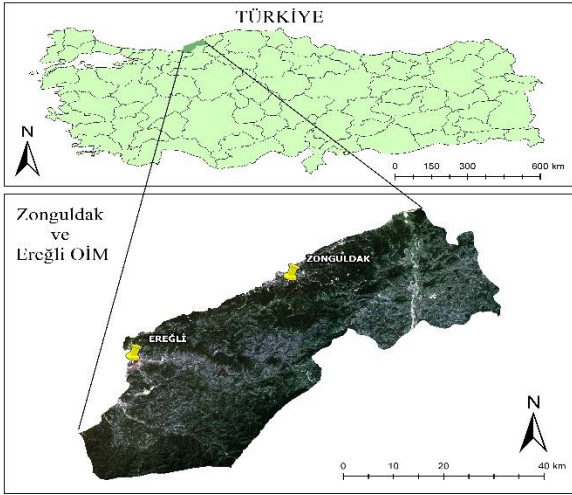 TÜRKİYE
N
0 150 300 600 km
Zonguldak
ve
Ereğli OİM
ZONGULDAK
EREĞLİ
N
0 10 20 40 km